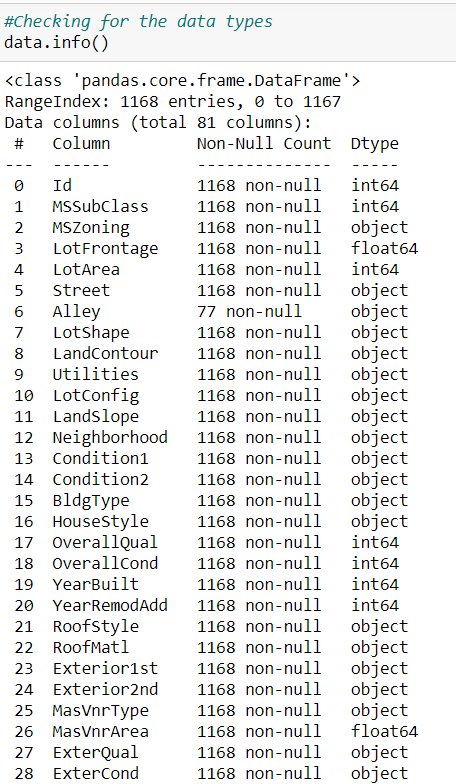 #Checking for the data types
data.info()
<class 'pandas.core.frame.DataFrame'>
RangeIndex: 1168 entries, 0 to 1167
Data columns (total 81 columns):
 #   Column         Non-Null Count  Dtype
---  ------         --------------  -----
 0   Id             1168 non-null   int64
 1   MSSubClass     1168 non-null   int64
 2   MSZoning       1168 non-null   object
 3   LotFrontage    1168 non-null   float64
 4   LotArea        1168 non-null   int64
 5   Street         1168 non-null   object
 6   Alley          77 non-null     object
 7   LotShape       1168 non-null   object
 8   LandContour    1168 non-null   object
 9   Utilities      1168 non-null   object
 10  LotConfig      1168 non-null   object
 11  LandSlope      1168 non-null   object
 12  Neighborhood   1168 non-null   object
 13  Condition1     1168 non-null   object
 14  Condition2     1168 non-null   object
 15  BldgType       1168 non-null   object
 16  HouseStyle     1168 non-null   object
 17  OverallQual    1168 non-null   int64
 18  OverallCond    1168 non-null   int64
 19  YearBuilt      1168 non-null   int64
 20  YearRemodAdd   1168 non-null   int64
 21  RoofStyle      1168 non-null   object
 22  RoofMatl       1168 non-null   object
 23  Exterior1st    1168 non-null   object
 24  Exterior2nd    1168 non-null   object
 25  MasVnrType     1168 non-null   object
 26  MasVnrArea     1168 non-null   float64
 27  ExterQual      1168 non-null   object
 28  ExterCond      1168 non-null   object